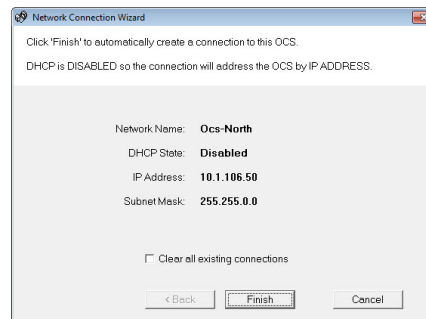 Network Connection Wizard
Click 'Finish' to automatically create a connection to this OCS.
DHCP is DISABLED so the connection will address the OCS by IP ADDRESS.
Network Name: Ocs-North
DHCP State: Disabled
IP Address: 10.1.106.50
Subnet Mask: 255.255.0.0
Clear all existing connections
< Back Finish Cancel